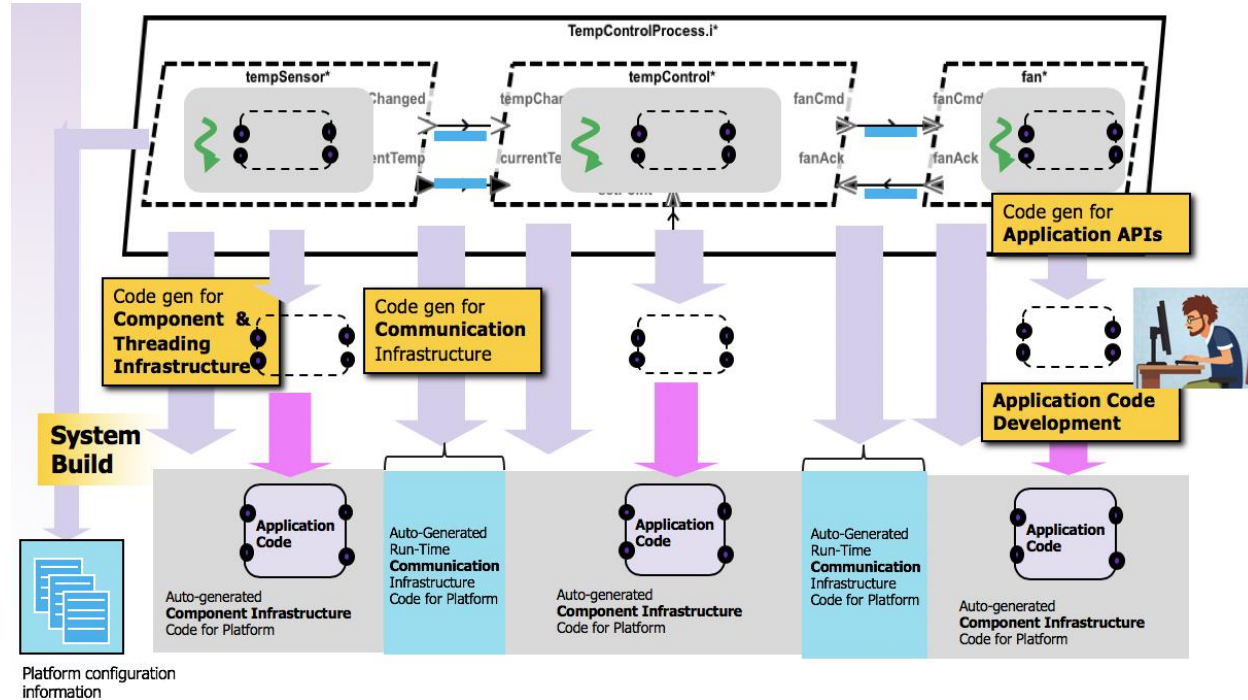 TempControlProcess.i*
tempSensor*
tempControl*
fan*
Changed
fanCmd
fanCmd
entTemp
fanAck
fanAck
Code gen for
Application APIs
Code gen for
Component &
Threading
Infrastructure
Code gen for
Communication
Infrastructure
Application Code
Development
System
Build
Application
Code
Auto-generated
Component Infrastructure
Code for Platform
Auto-Generated
Run-Time
Communication
Infrastructure
Code for Platform
Application
Code
Auto-generated
Component Infrastructure
Code for Platform
Auto-Generated
Run-Time
Communication
Infrastructure
Code for Platform
Application
Code
Auto-generated
Component Infrastructure
Code for Platform
Platform configuration
information